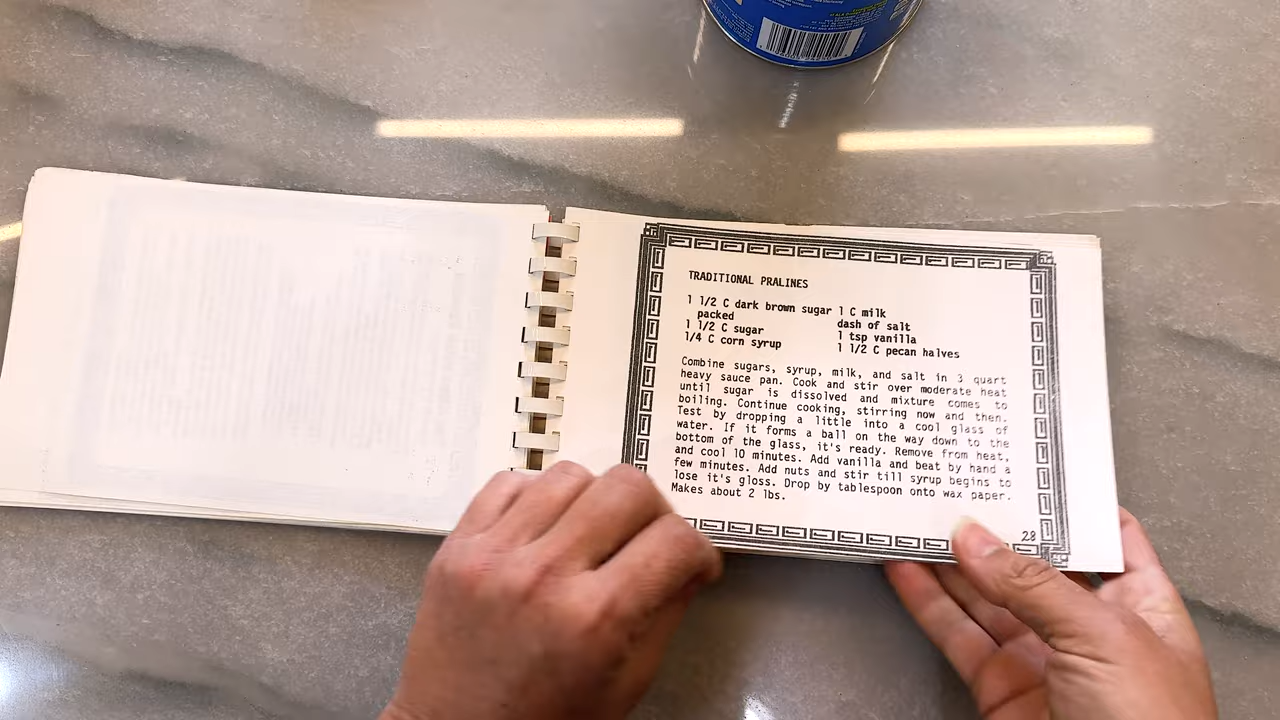 TRADITIONAL PRALINES
1 1/2 C dark brown sugar 1 C milk
packed dash of salt
1 1/2 C sugar 1 tsp vanilla
1/4 C corn syrup 1 1/2 C pecan halves
Combine sugars, syrup, milk, and salt in 3 quart
heavy sauce pan. Cook and stir over moderate heat
until sugar is dissolved and mixture comes to
boiling. Continue cooking, stirring now and then.
Test by dropping a little into a cool glass of
water. If it forms a ball on the way down to the
bottom of the glass, it's ready. Remove from heat,
and cool 10 minutes. Add vanilla and beat by hand a
few minutes. Add nuts and stir till syrup begins to
lose it's gloss. Drop by tablespoon onto wax paper.
Makes about 2 lbs.
28